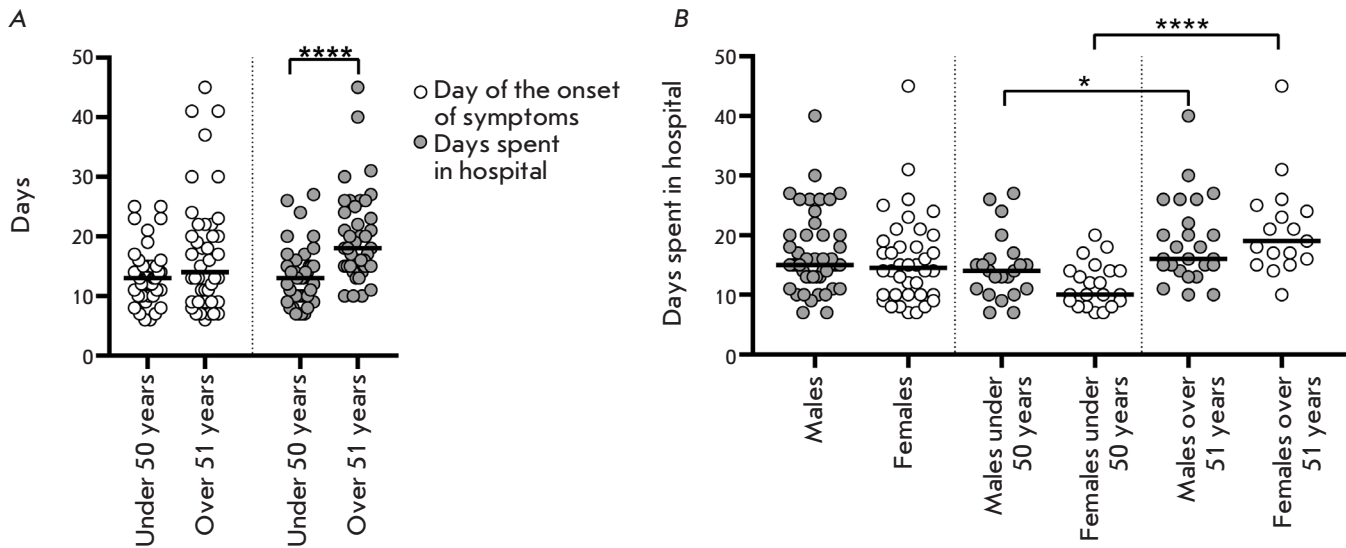 A
Days
50
40
30
20
10
0
****
Day of the onset
of symptoms
Days spent
in hospital
Under 50 years
Over 51 years
Under 50 years
Over 51 years
B
Days spent in hospital
50
40
30
20
10
0
****
*
Males
Females
Males under
50 years
Females under
50 years
Males over
51 years
Females over
51 years